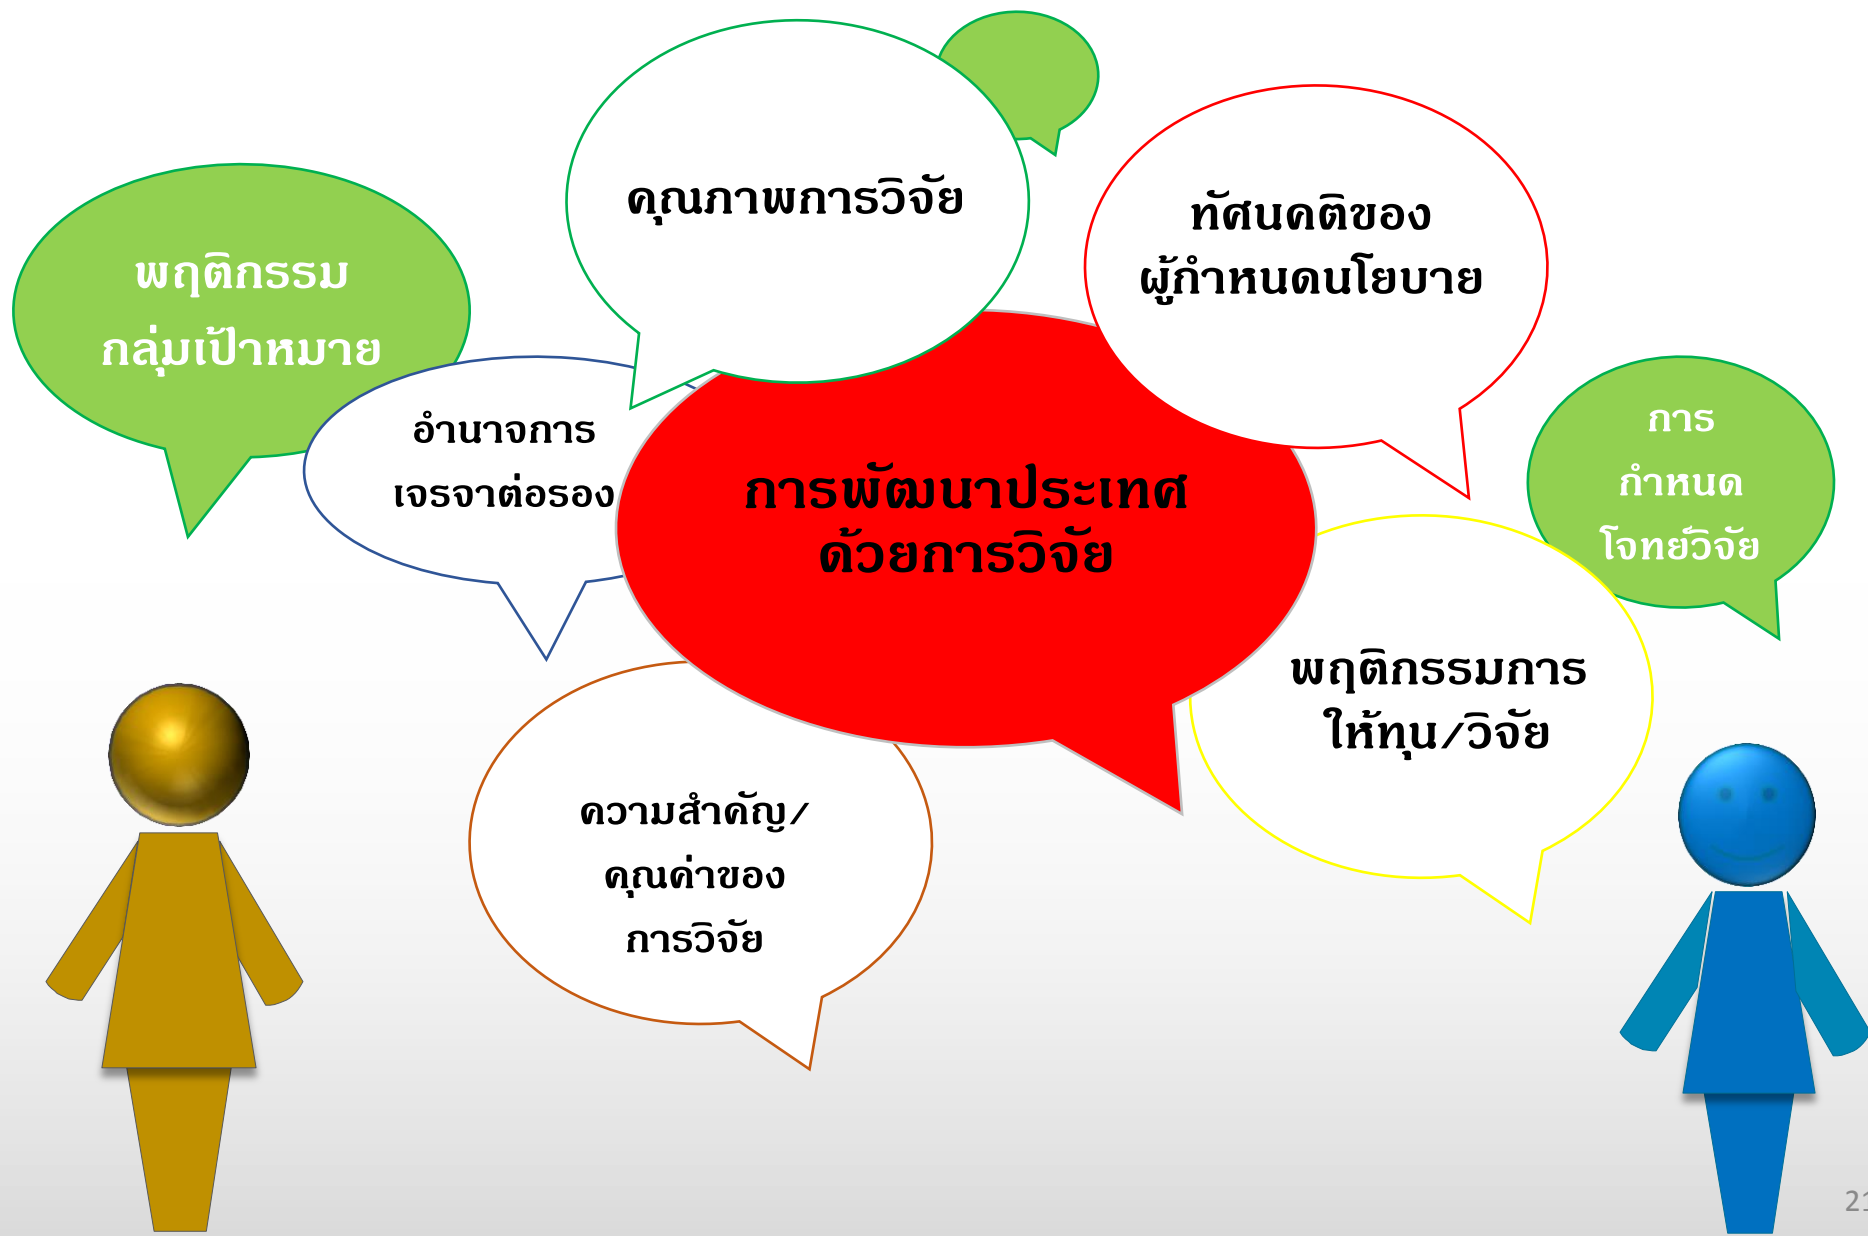 คุณภาพการวิจัย
ทัศนคติของ
ผู้กำหนดนโยบาย
พฤติกรรม
กลุ่มเป้าหมาย
อำนาจการ
เจรจาต่อรอง
การพัฒนาประเทศ
ด้วยการวิจัย
การ
กำหนด
โจทย์วิจัย
พฤติกรรมการ
ให้ทุน/วิจัย
ความสำคัญ/
คุณค่าของ
การวิจัย
21